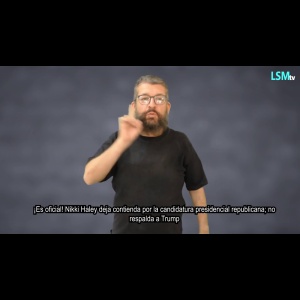 LSMtv
¡Es oficial! Nikki Haley deja contienda por la candidatura presidencial republicana; no
respalda a Trump